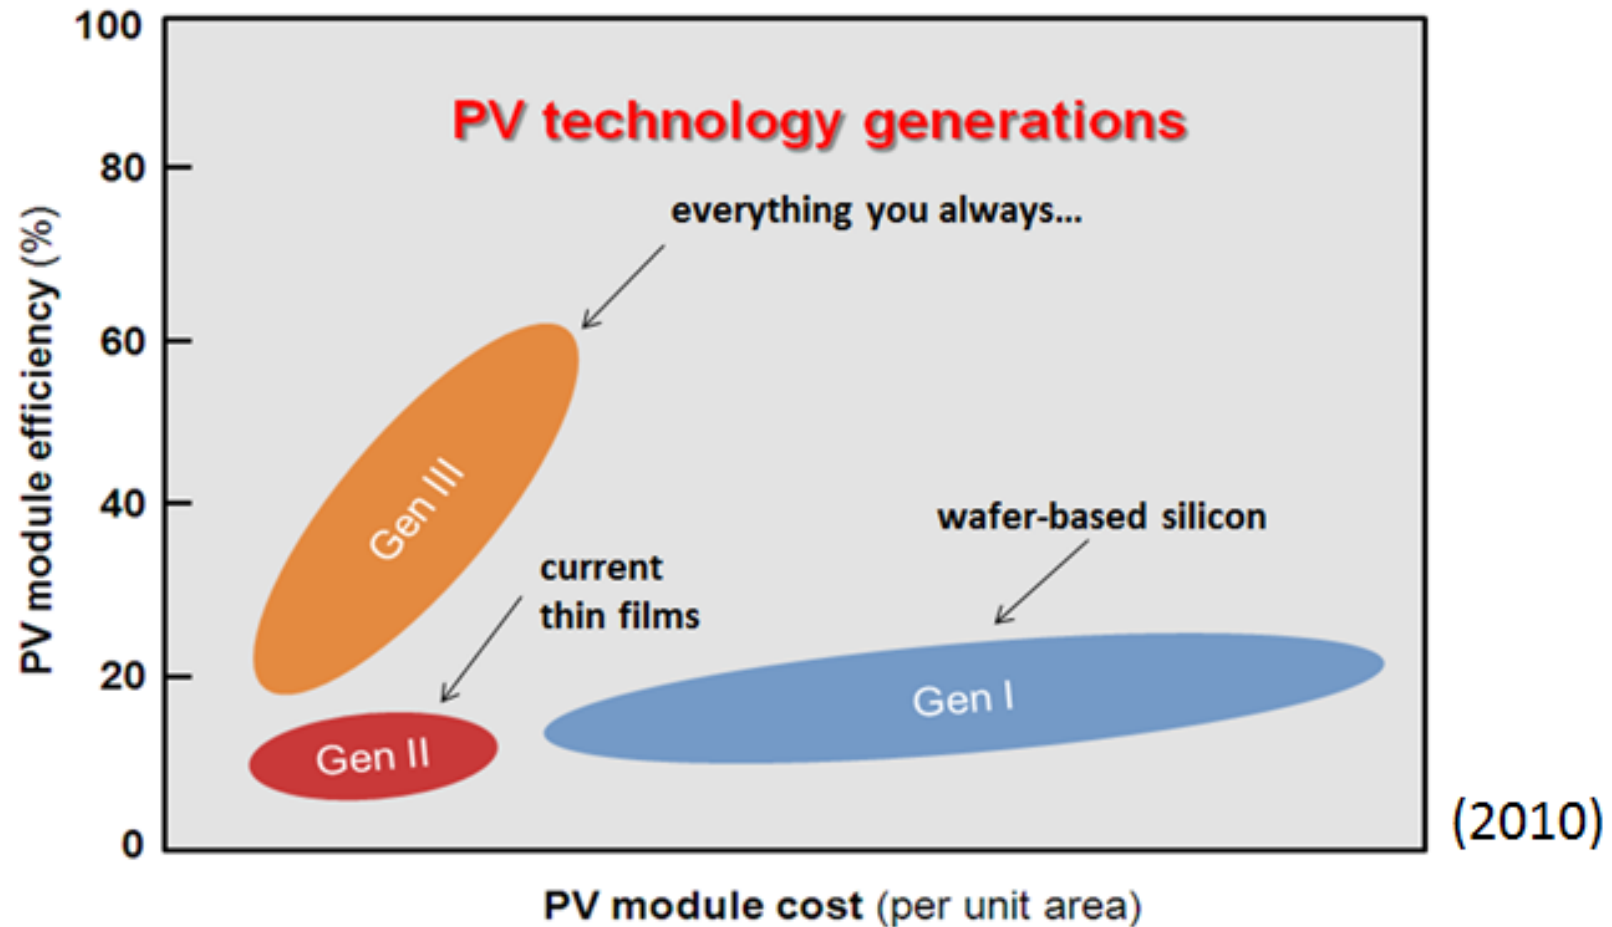 PV technology generations
everything you always...
PV module efficiency (%)
100
80
60
40
20
0
Gen III
current
thin films
wafer-based silicon
Gen I
Gen II
(2010)
PV module cost (per unit area)